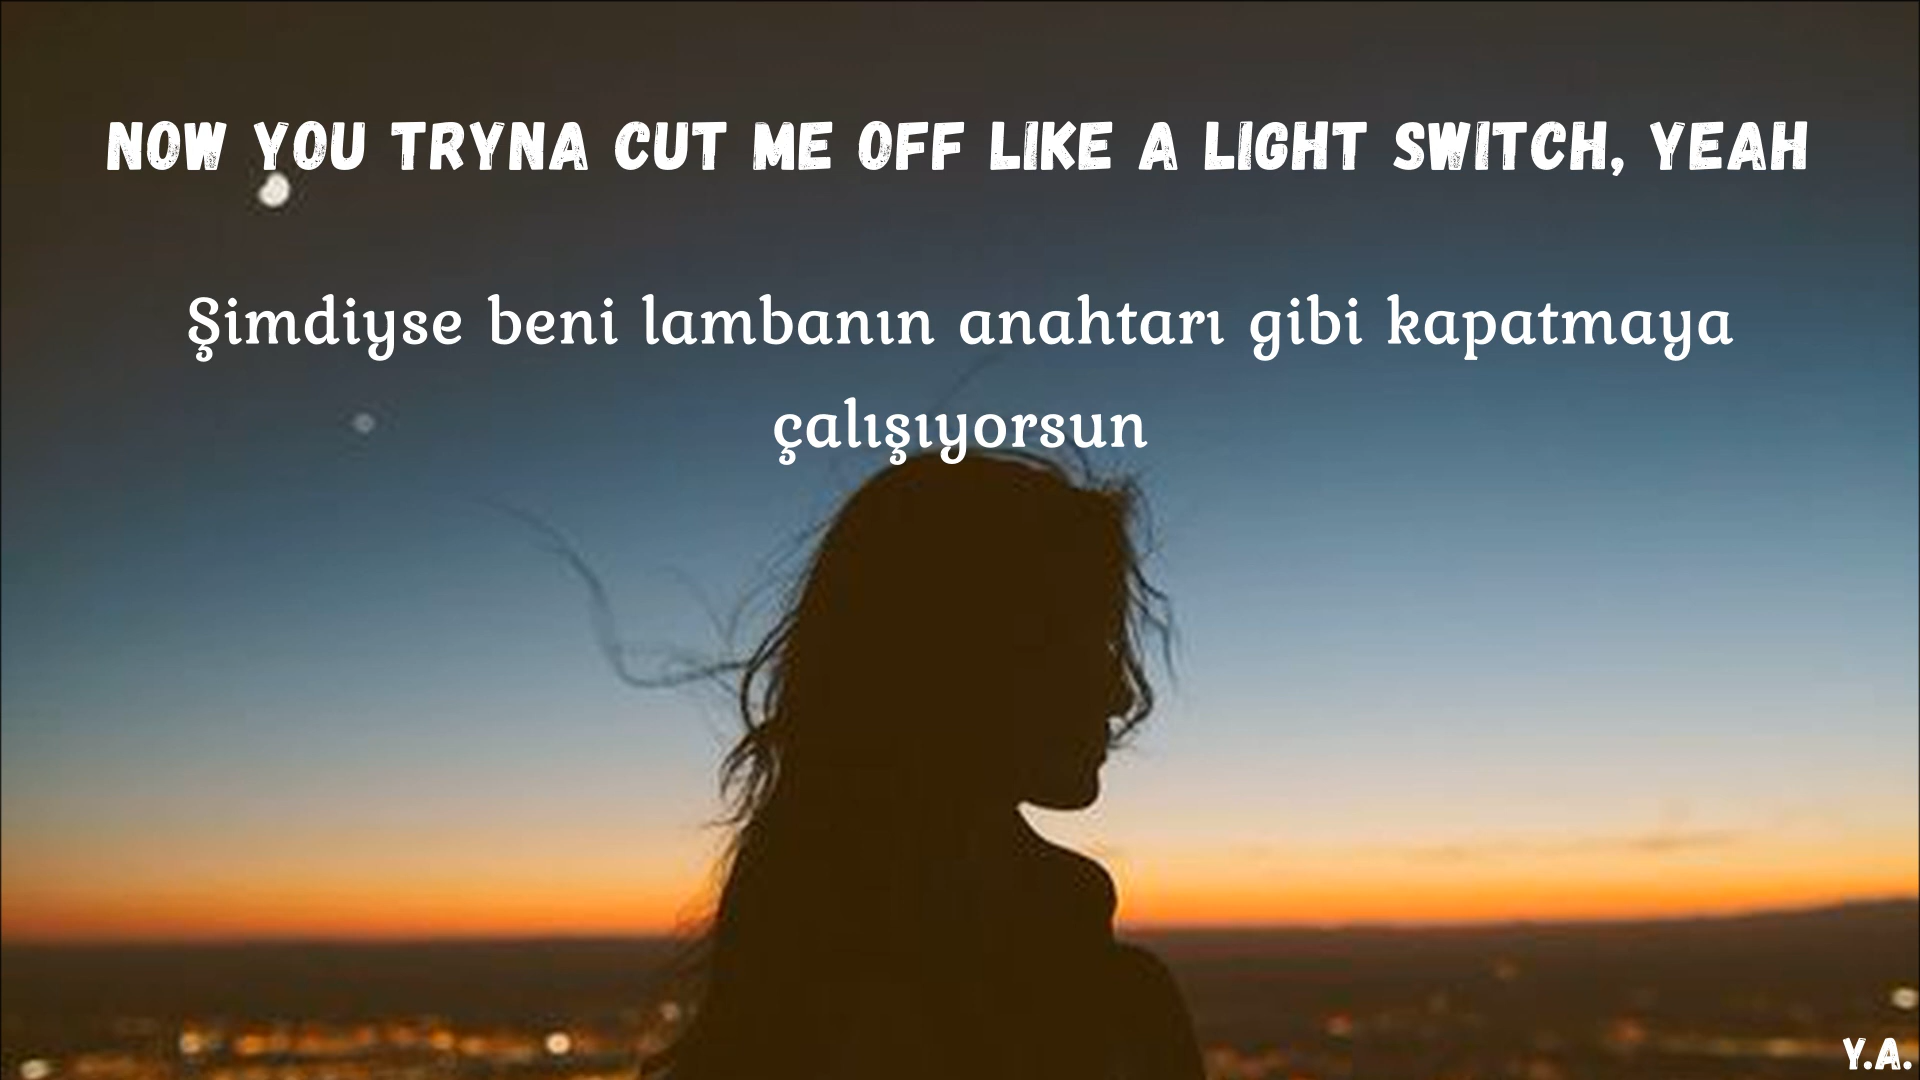 NOW YOU TRYNA CUT ME OFF LIKE A LIGHT SWITCH, YEAH
Şimdiyse beni lambanın anahtarı gibi kapatmaya
çalışıyorsun
Y.A.